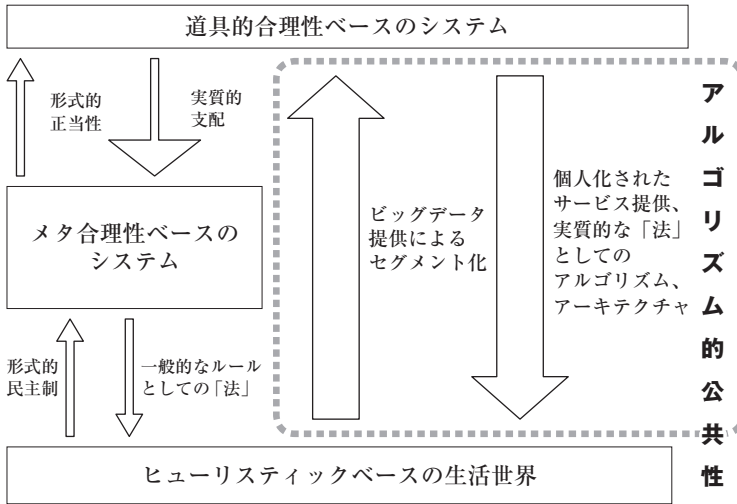 道具的合理性ベースのシステム
形式的
正当性
実質的
支配
メタ合理性ベースの
システム
形式的
民主制
一般的なルール
としての「法」
ビッグデータ
提供による
セグメント化
個人化された
サービス提供、
実質的な「法」
としての
アルゴリズム、
アーキテクチャ
アルゴリズム的公共性
ヒューリスティックベースの生活世界